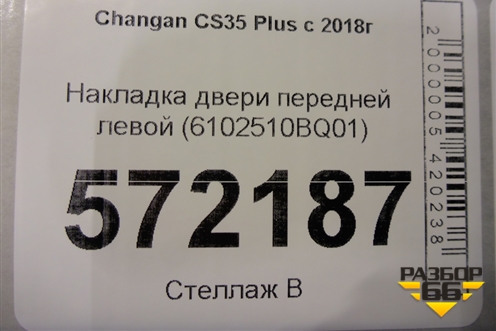 Changan CS35 Plus с 2018г
Накладка двери передней
левой (6102510BQ01)
572187
Стеллаж В
2000005420238
РАЗБОР
66